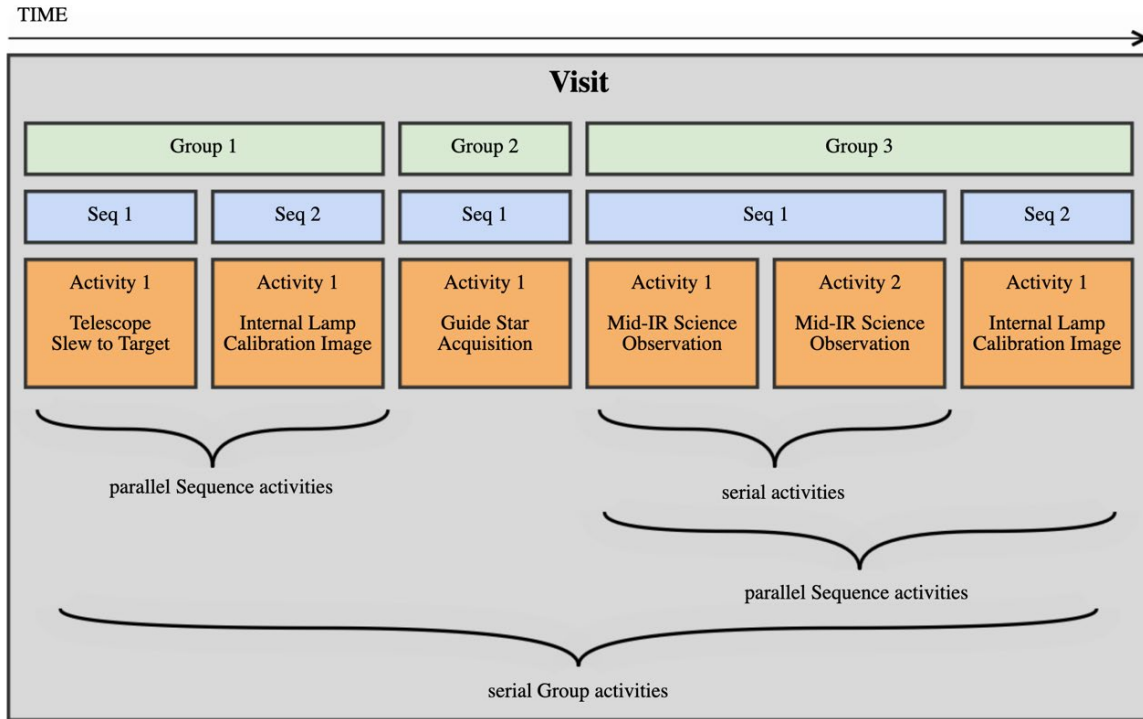 TIME
Visit
Group 1
Group 2
Group 3
Seq 1
Seq 2
Seq 1
Seq 1
Seq 2
Activity 1
Telescope
Slew to Target
Activity 1
Internal Lamp
Calibration Image
Activity 1
Guide Star
Acquisition
Activity 1
Mid-IR Science
Observation
Activity 2
Mid-IR Science
Observation
Activity 1
Internal Lamp
Calibration Image
parallel Sequence activities
serial activities
parallel Sequence activities
serial Group activities